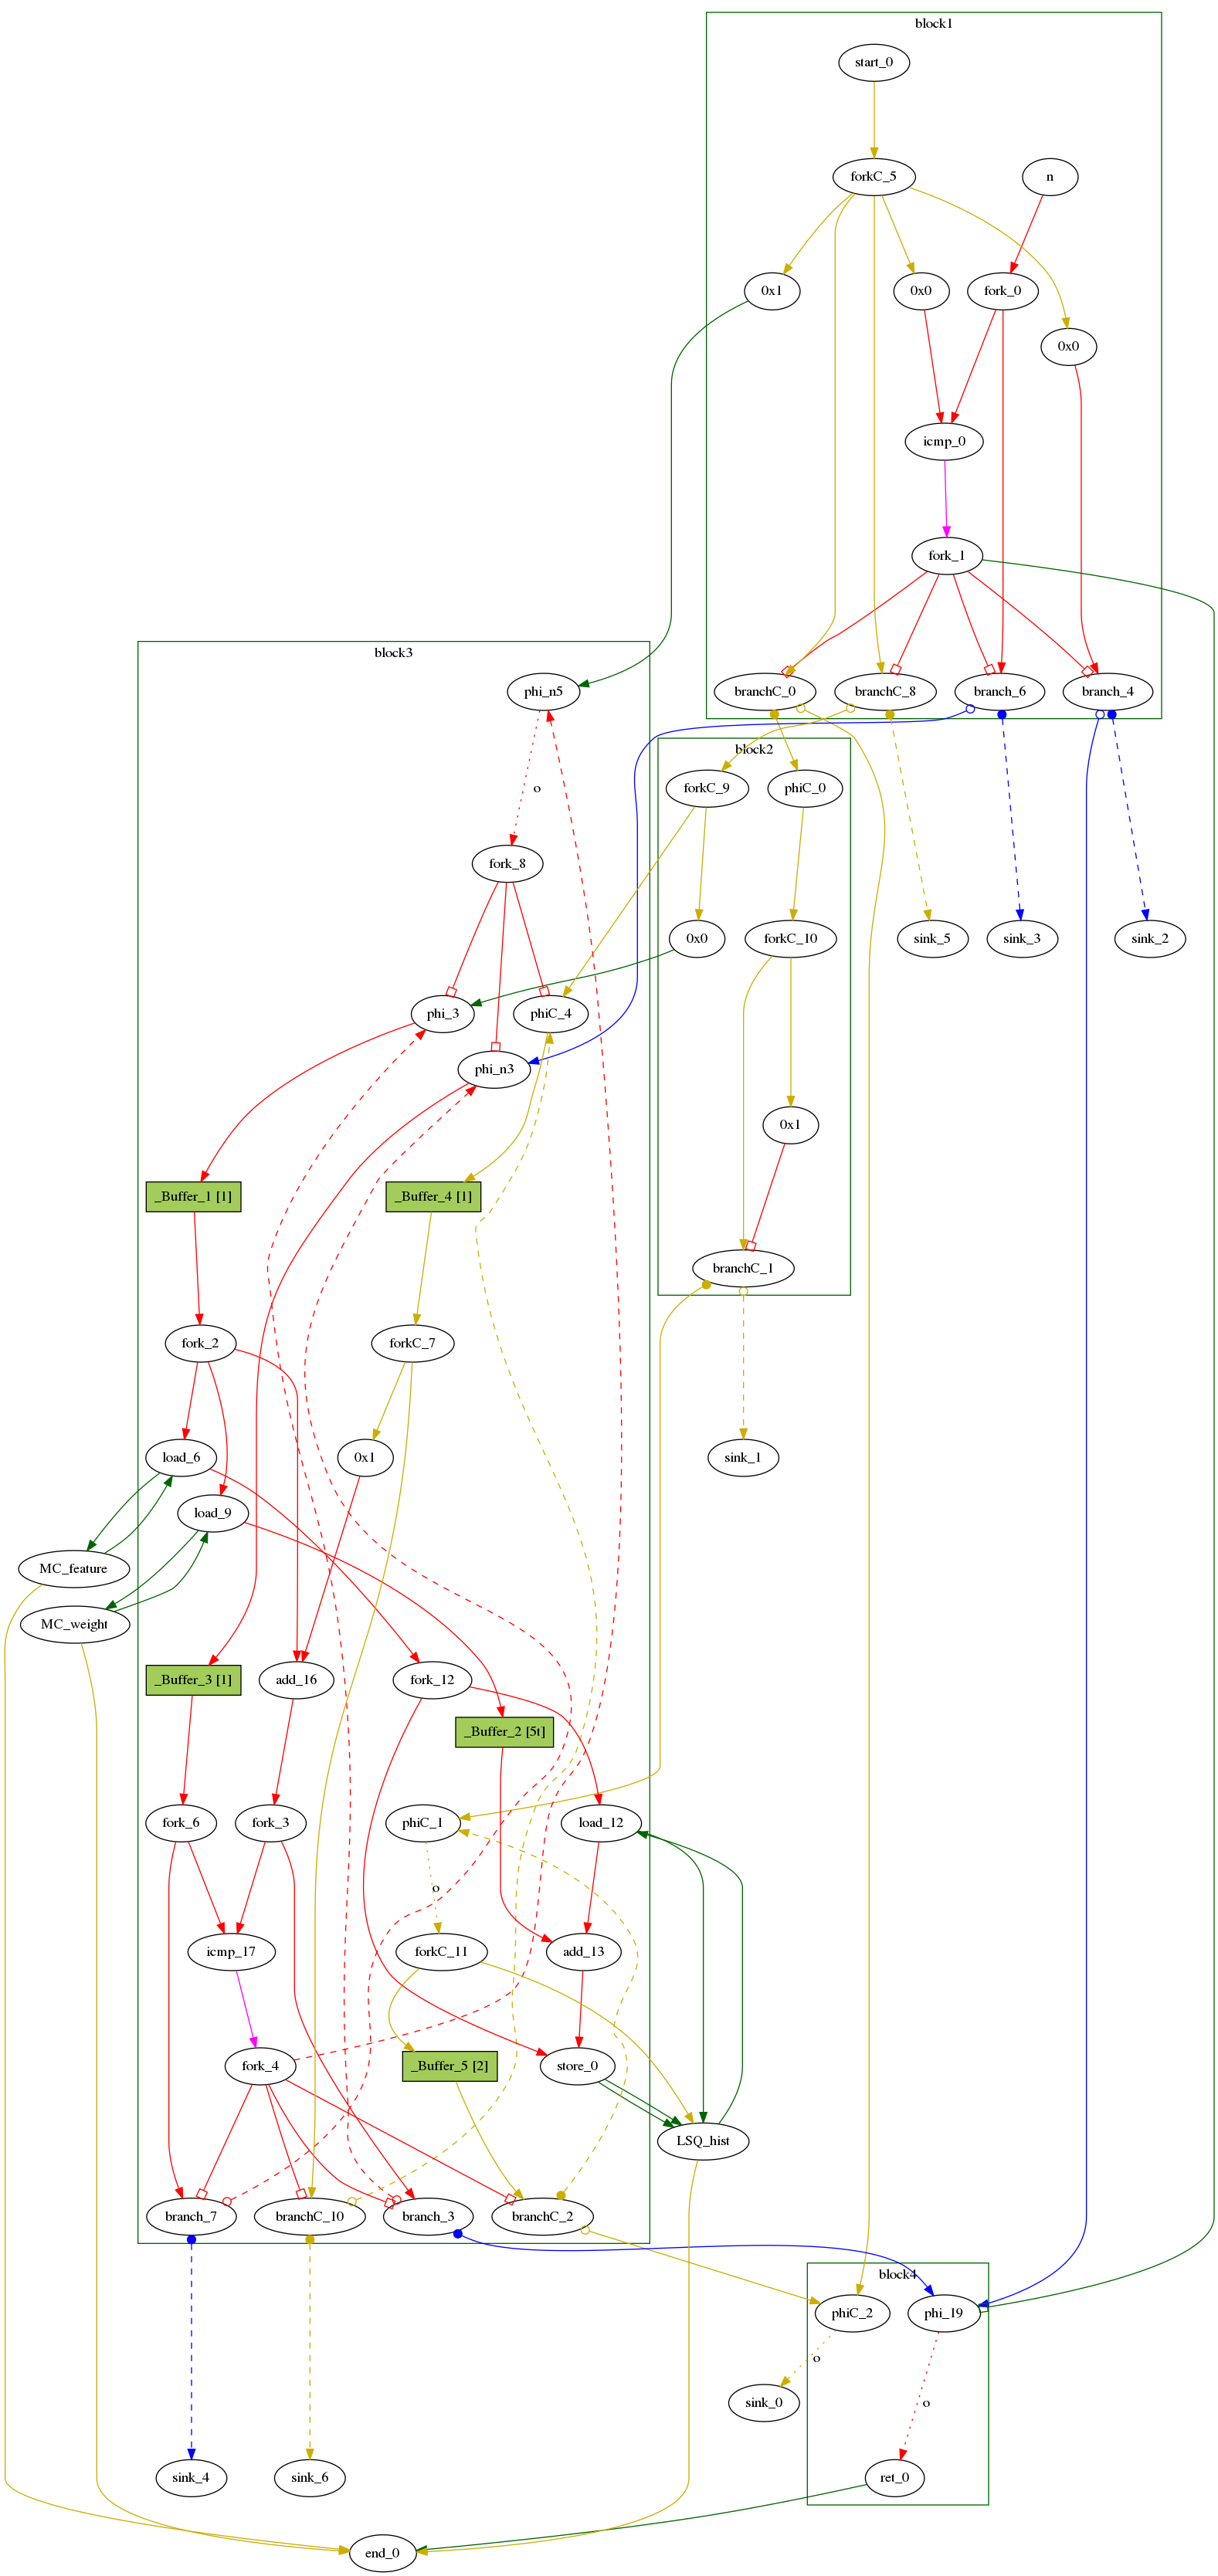 block1
start_0
forkC_5
n
0x1
0x0
fork_0
0x0
icmp_0
fork_1
block3
phi_n5
branchC_0
branchC_8
branch_6
branch_4
block2
forkC_9
phiC_0
o
fork_8
0x0
forkC_10
sink_5
sink_3
sink_2
phi_3
phiC_4
phi_n3
0x1
_Buffer_1 [1]
_Buffer_4 [1]
branchC_1
fork_2
forkC_7
load_6
0x1
sink_1
load_9
MC_feature
MC_weight
_Buffer_3 [1]
add_16
fork_12
_Buffer_2 [5t]
fork_6
fork_3
phiC_1
load_12
o
icmp_17
forkC_11
add_13
fork_4
_Buffer_5 [2]
store_0
LSQ_hist
branch_7
branchC_10
branch_3
branchC_2
block4
phiC_2
phi_19
o
sink_0
o
sink_4
sink_6
ret_0
end_0